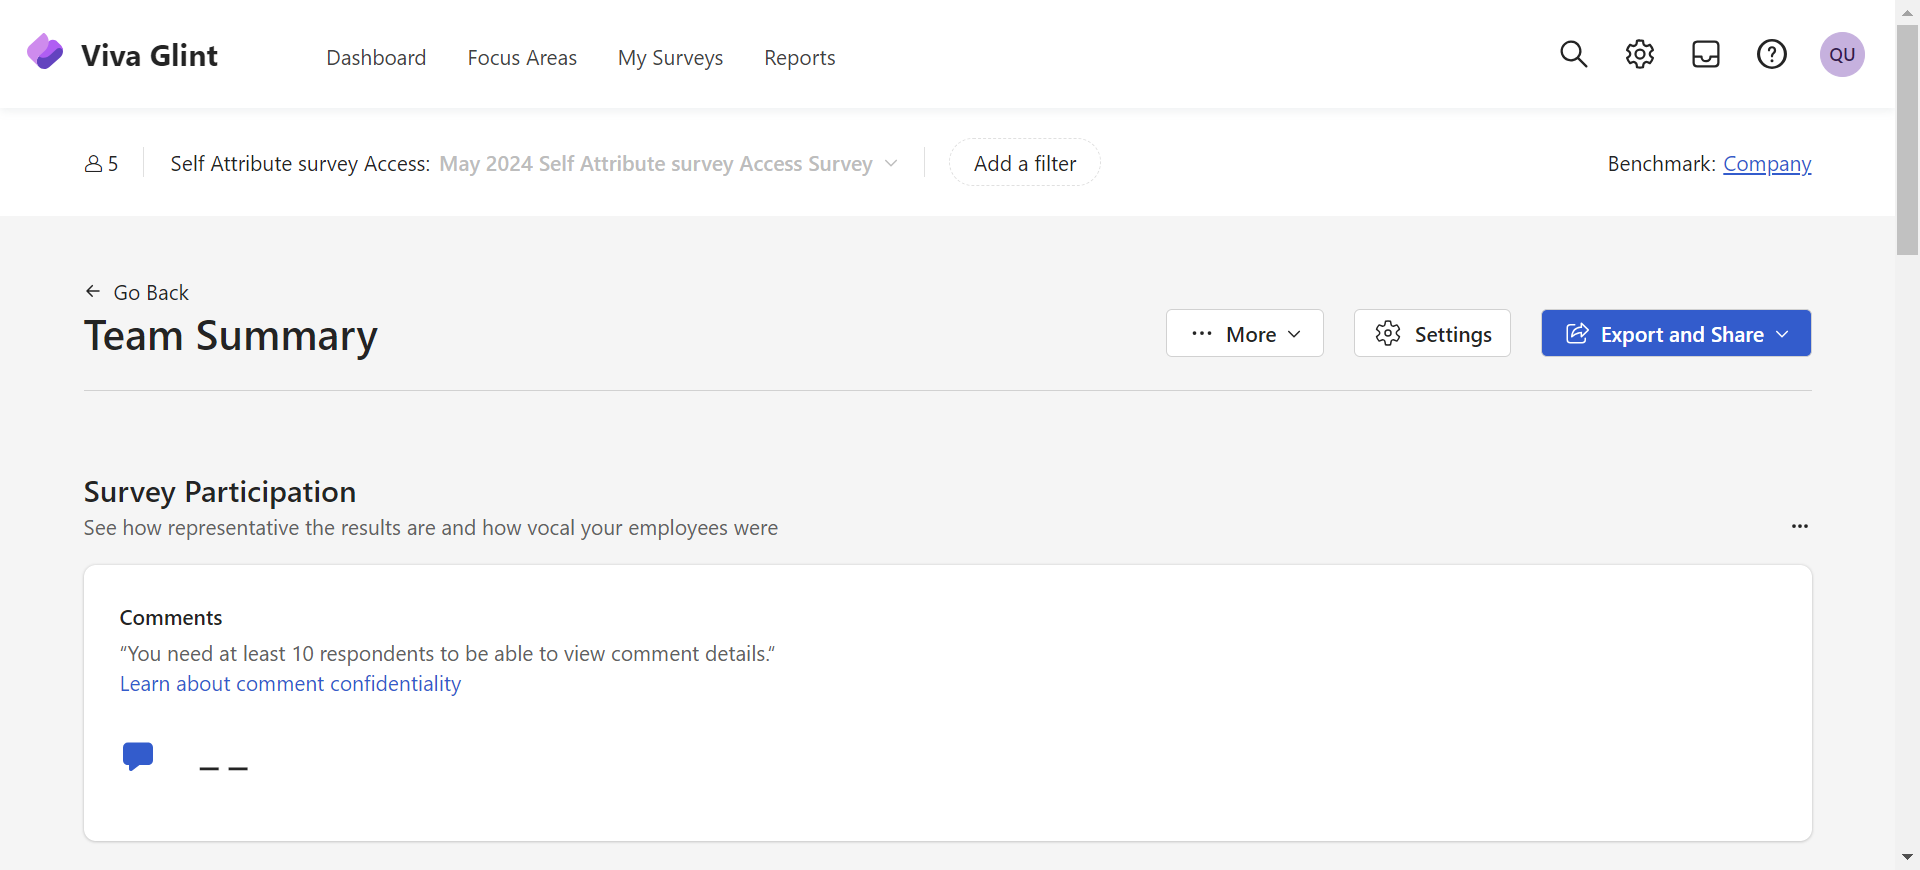 Viva Glint
Dashboard Focus Areas My Surveys Reports
QU
5 Self Attribute survey Access: May 2024 Self Attribute survey Access Survey Add a filter Benchmark: Company
Go Back
Team Summary
More Settings Export and Share
Survey Participation
See how representative the results are and how vocal your employees were
Comments
“You need at least 10 respondents to be able to view comment details.“
Learn about comment confidentiality
– –